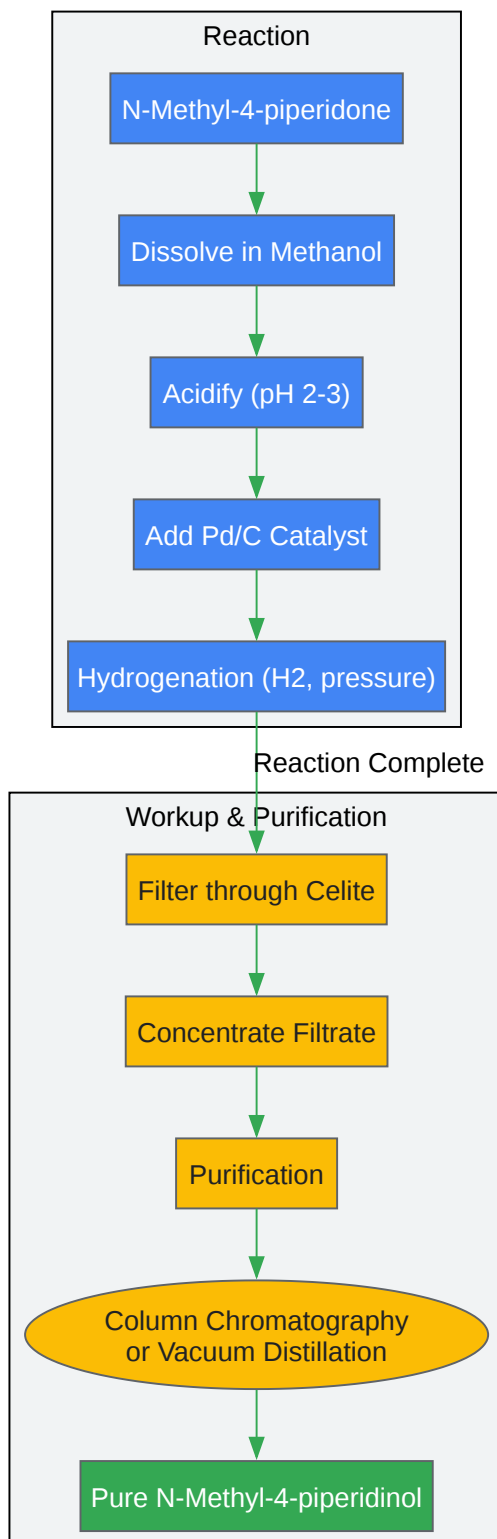 Reaction
N-Methyl-4-piperidone
Dissolve in Methanol
Acidify (pH 2-3)
Add Pd/C Catalyst
Hydrogenation (H2, pressure)
Reaction Complete
Workup & Purification
Filter through Celite
Concentrate Filtrate
Purification
Column Chromatography
or Vacuum Distillation
Pure N-Methyl-4-piperidinol